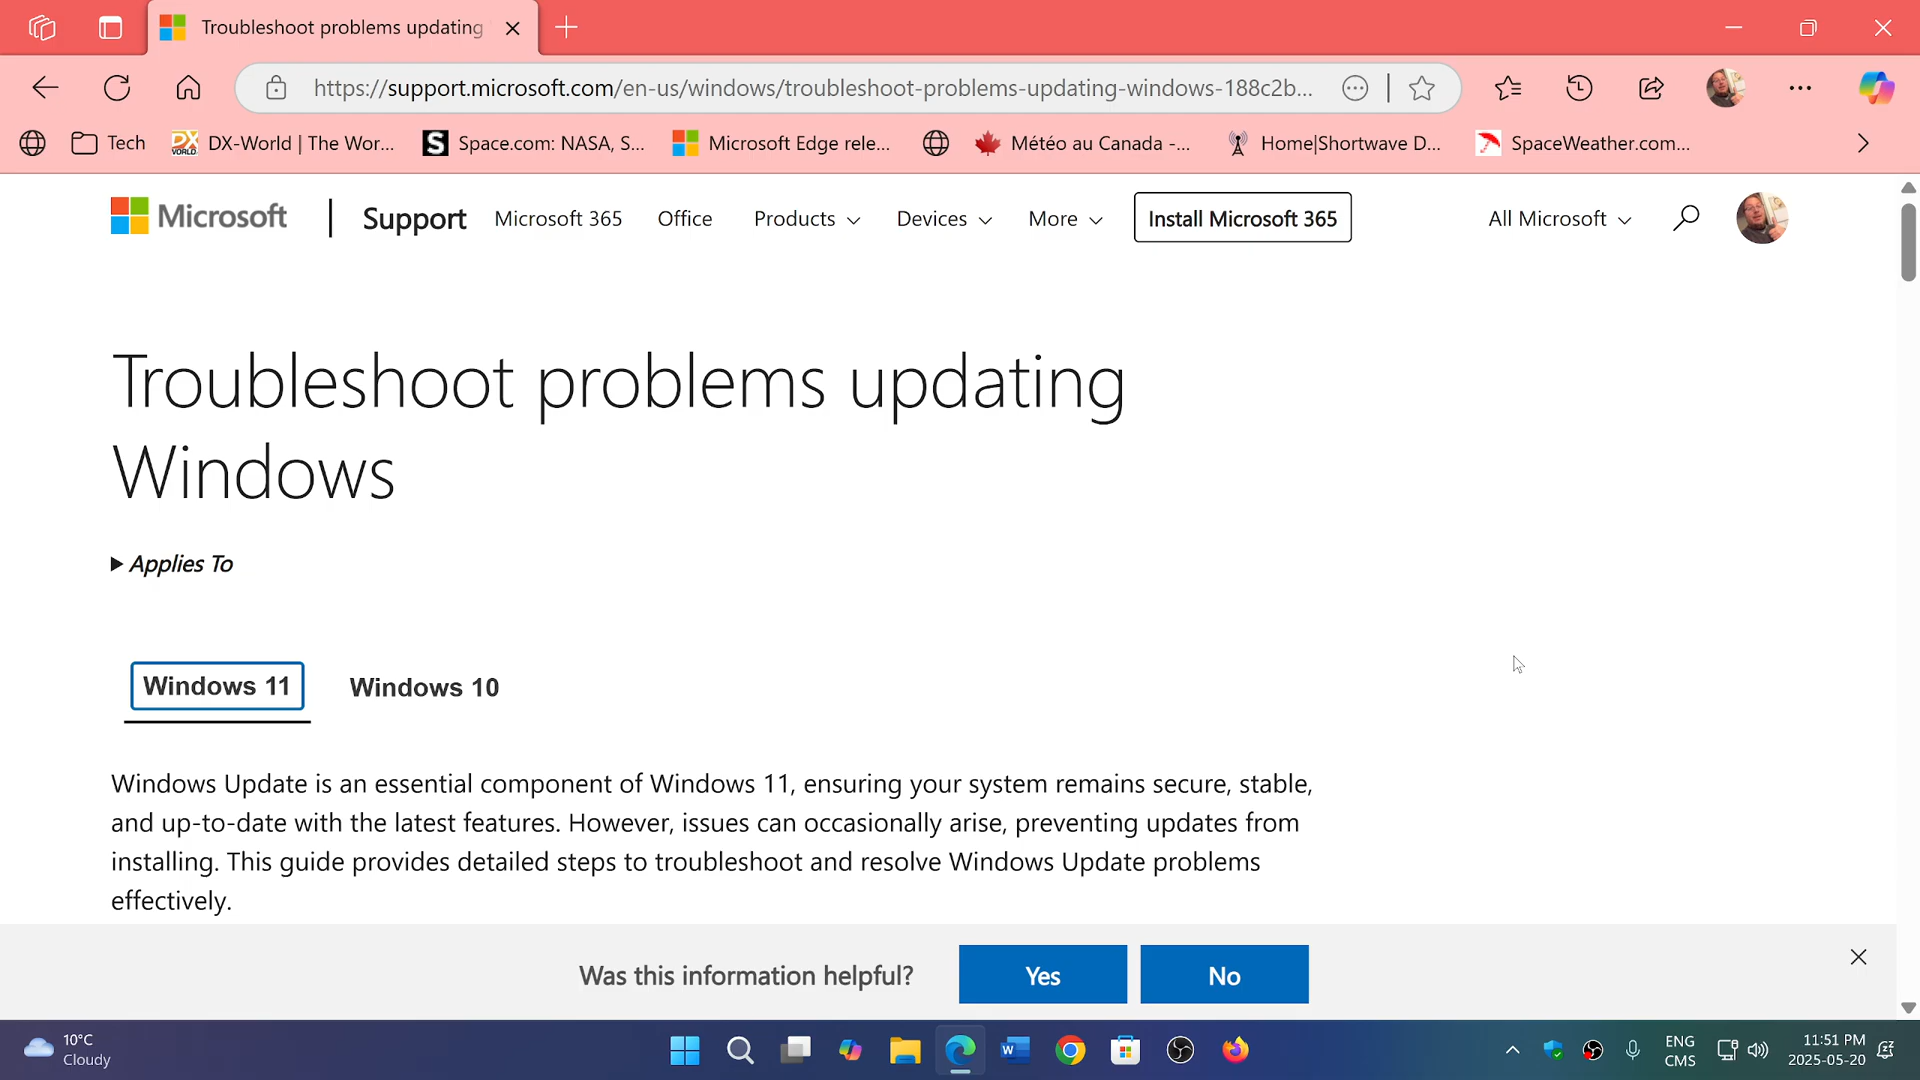 Troubleshoot problems updating
https://support.microsoft.com/en-us/windows/troubleshoot-problems-updating-windows-188c2b...
Tech
DX-World | The Wor...
S Space.com: NASA, S...
Microsoft Edge rele...
Météo au Canada -...
Home|Shortwave D...
SpaceWeather.com...
Microsoft
Support
Microsoft 365
Office
Products
Devices
More
Install Microsoft 365
All Microsoft
Troubleshoot problems updating
Windows
Applies To
Windows 11
Windows 10
Windows Update is an essential component of Windows 11, ensuring your system remains secure, stable,
and up-to-date with the latest features. However, issues can occasionally arise, preventing updates from
installing. This guide provides detailed steps to troubleshoot and resolve Windows Update problems
effectively.
Was this information helpful?
Yes
No
10°C
Cloudy
ENG
CMS
11:51 PM
2025-05-20